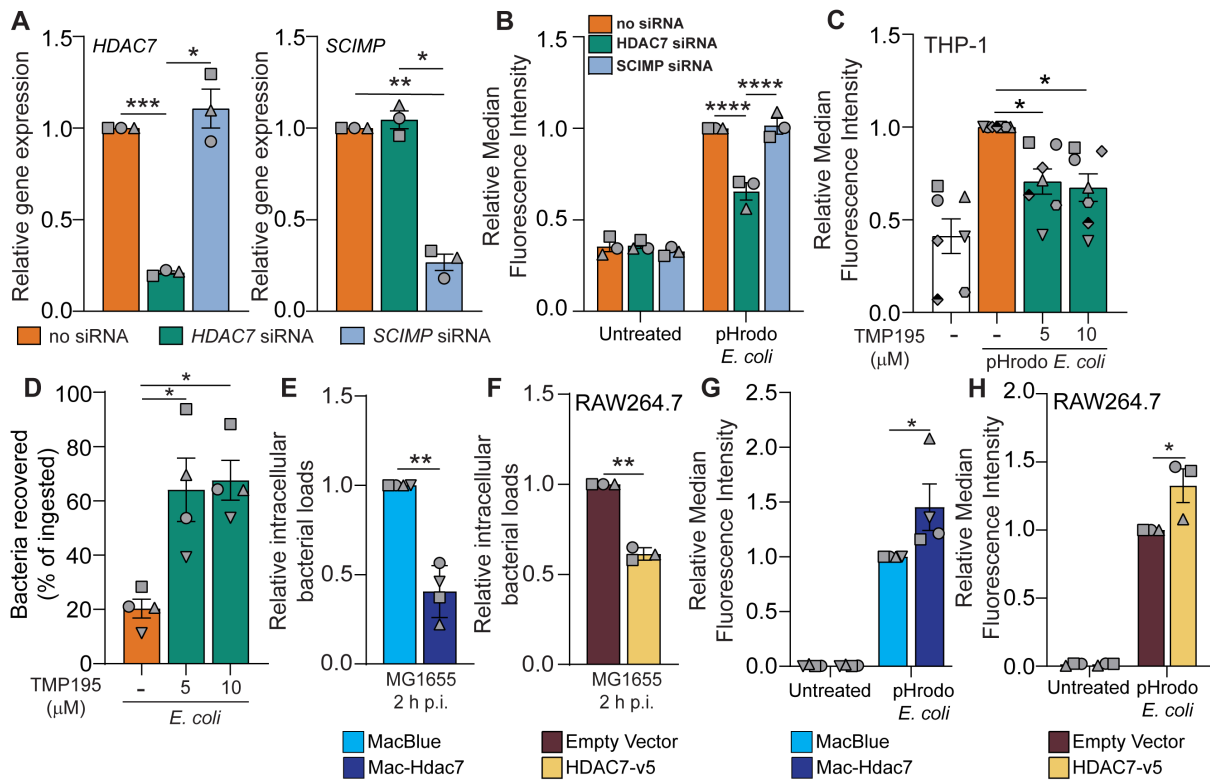 A
HDAC7
Relative gene expression
1.5
1.0
0.5
0.0
***
*
SCIMP
Relative gene expression
1.5
1.0
0.5
0.0
**
*
no siRNA
HDAC7 siRNA
SCIMP siRNA
B
no siRNA
HDAC7 siRNA
SCIMP siRNA
Relative Median
Fluorescence Intensity
1.5
1.0
0.5
0.0
****
****
Untreated
pHrodo
E. coli
C
THP-1
Relative Median
Fluorescence Intensity
1.5
1.0
0.5
0.0
*
*
TMP195
(μM)
- - 5 10
pHrodo E. coli
D
Bacteria recovered
(% of ingested)
100
80
60
40
20
0
*
*
TMP195
(μM)
- 5 10
E. coli
E
Relative intracellular
bacterial loads
1.5
1.0
0.5
0.0
**
MG1655
2 h p.i.
MacBlue
Mac-Hdac7
F
RAW264.7
Relative intracellular
bacterial loads
1.5
1.0
0.5
0.0
**
MG1655
2 h p.i.
Empty Vector
HDAC7-v5
G
Relative Median
Fluorescence Intensity
2.5
2.0
1.5
1.0
0.5
0.0
*
Untreated
pHrodo
E. coli
MacBlue
Mac-Hdac7
H
RAW264.7
Relative Median
Fluorescence Intensity
2.0
1.5
1.0
0.5
0.0
*
Untreated
pHrodo
E. coli
Empty Vector
HDAC7-v5